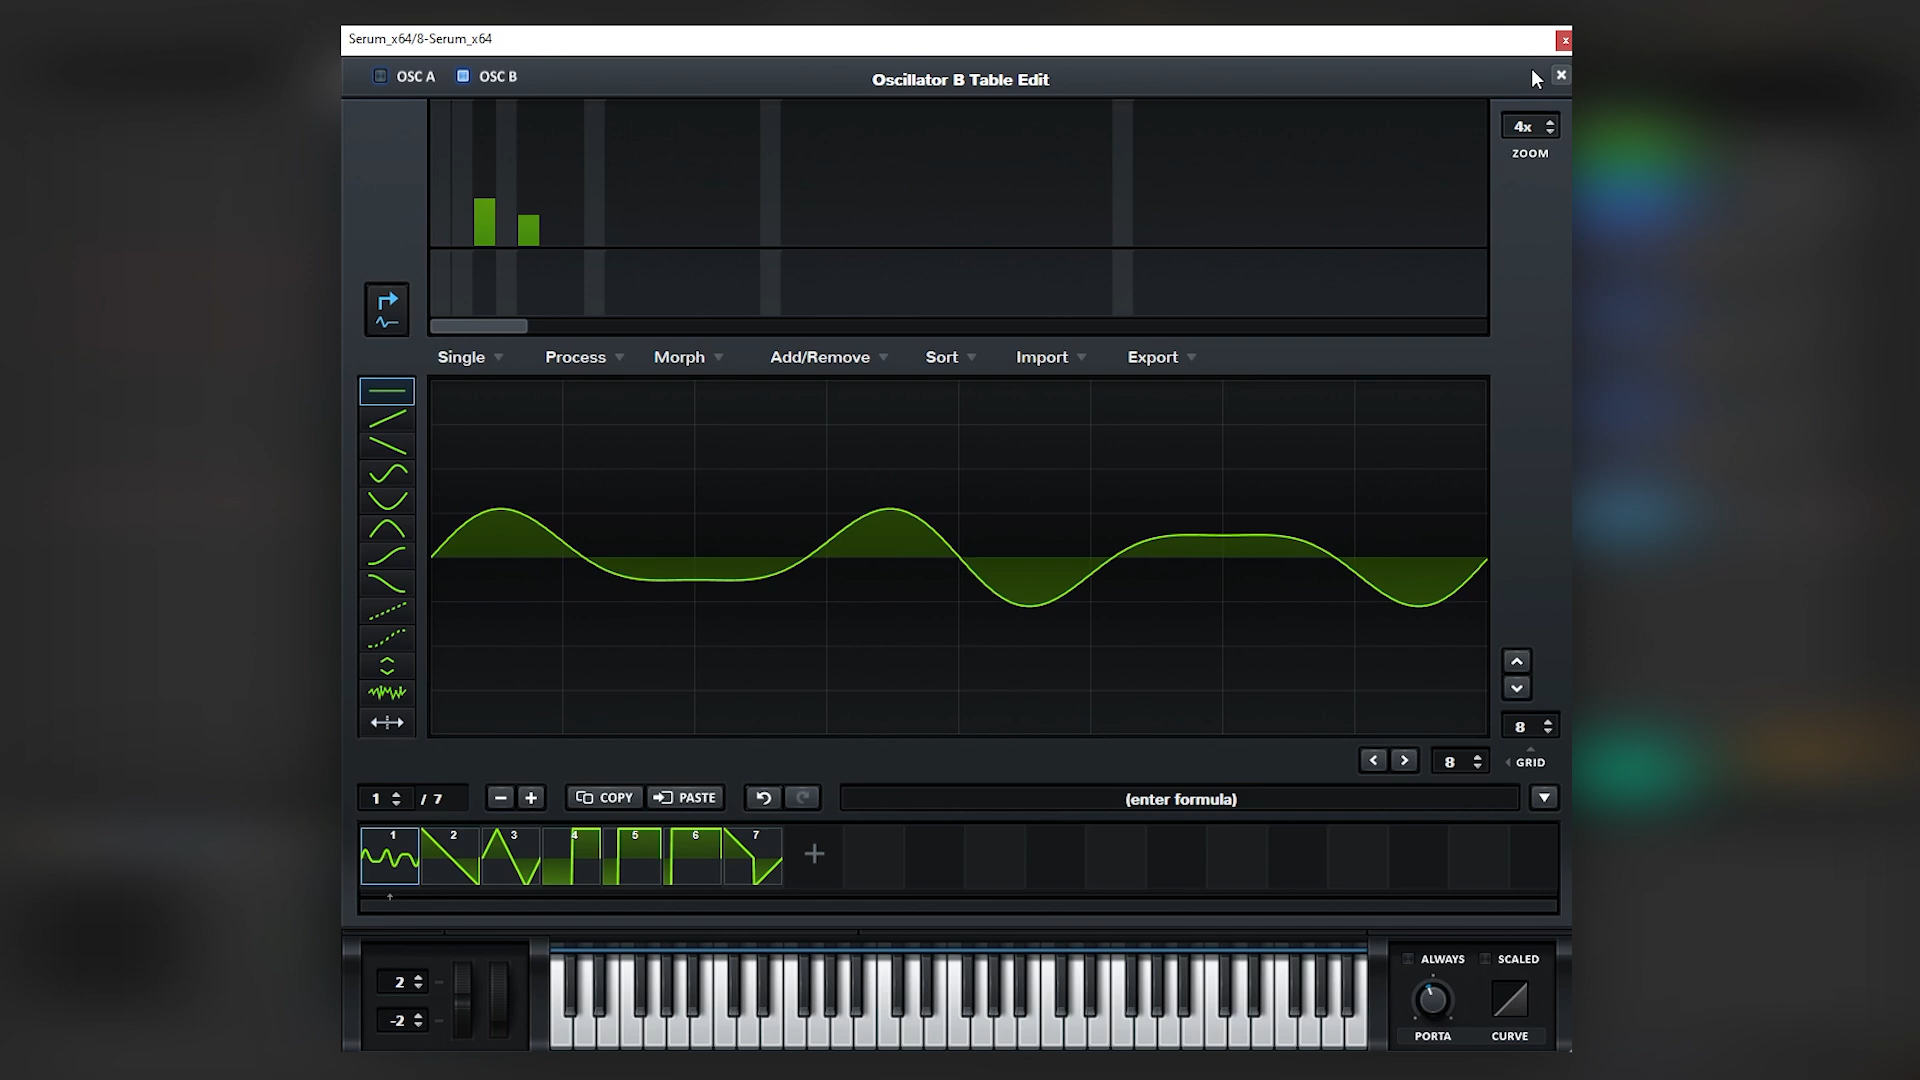 Serum_x64/8-Serum_x64
x
OSC A OSC B
Oscillator B Table Edit
4x
ZOOM
Single Process Morph Add/Remove Sort Import Export
8
8
GRID
1 / 7
COPY PASTE
(enter formula)
1 2 3 4 5 6 7
2
-2
ALWAYS SCALED
PORTA CURVE